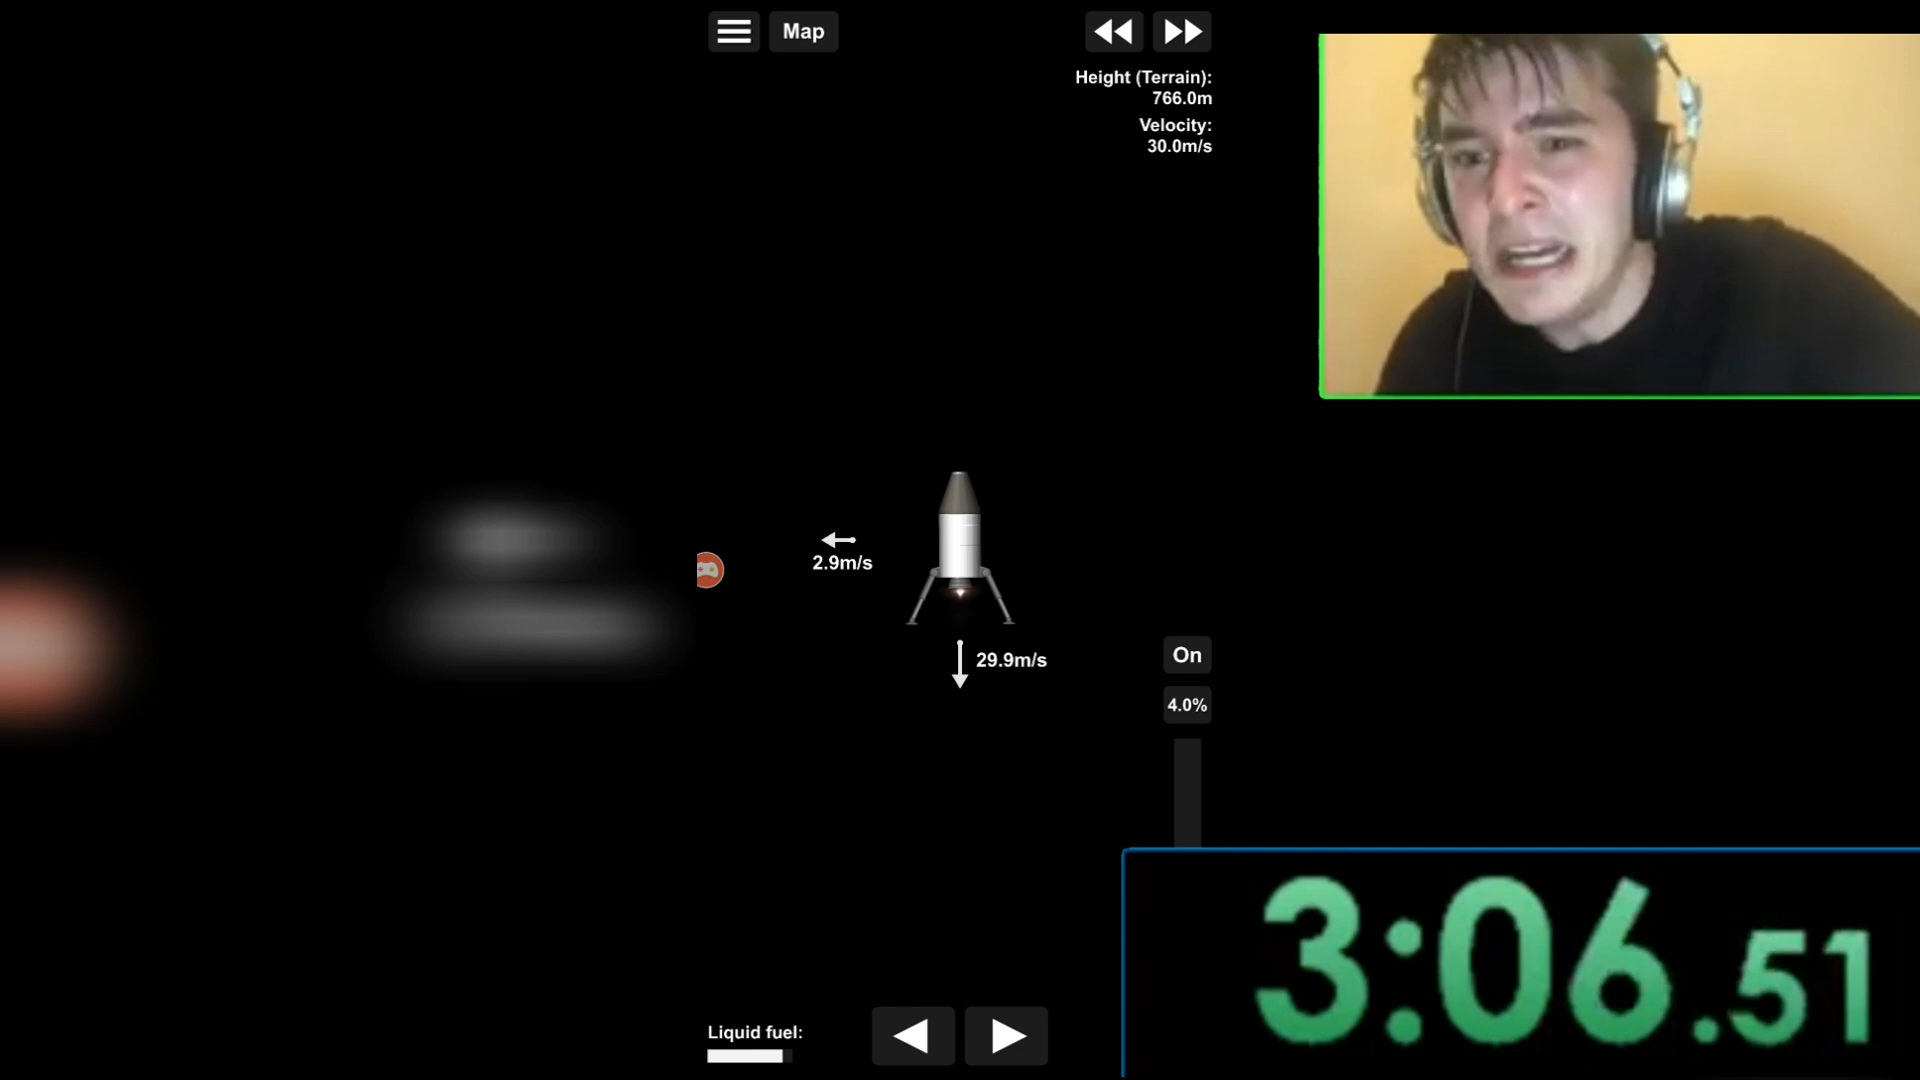 Map
Height (Terrain):
766.0m
Velocity:
30.0m/s
2.9m/s
29.9m/s
On
4.0%
3:06.51
Liquid fuel: